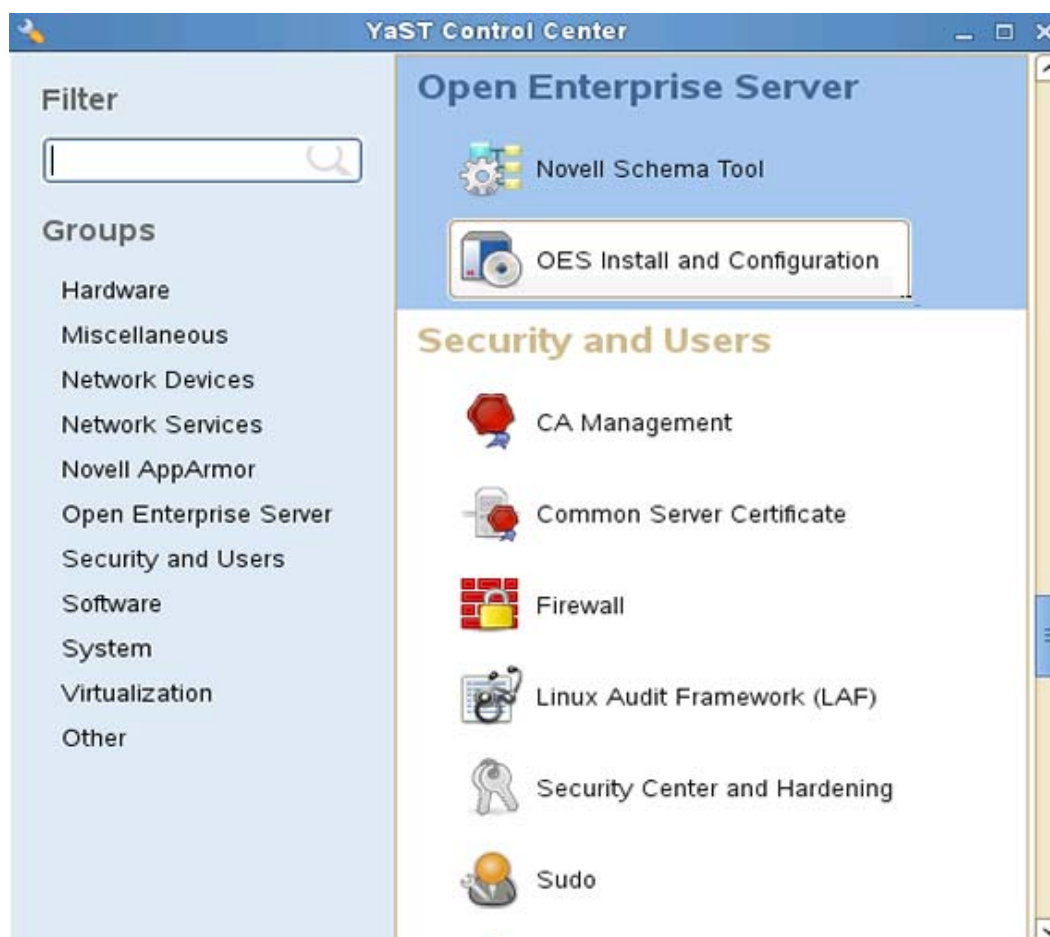 YaST Control Center
Filter
Groups
Hardware
Miscellaneous
Network Devices
Network Services
Novell AppArmor
Open Enterprise Server
Security and Users
Software
System
Virtualization
Other
Open Enterprise Server
Novell Schema Tool
OES Install and Configuration
Security and Users
CA Management
Common Server Certificate
Firewall
Linux Audit Framework (LAF)
Security Center and Hardening
Sudo